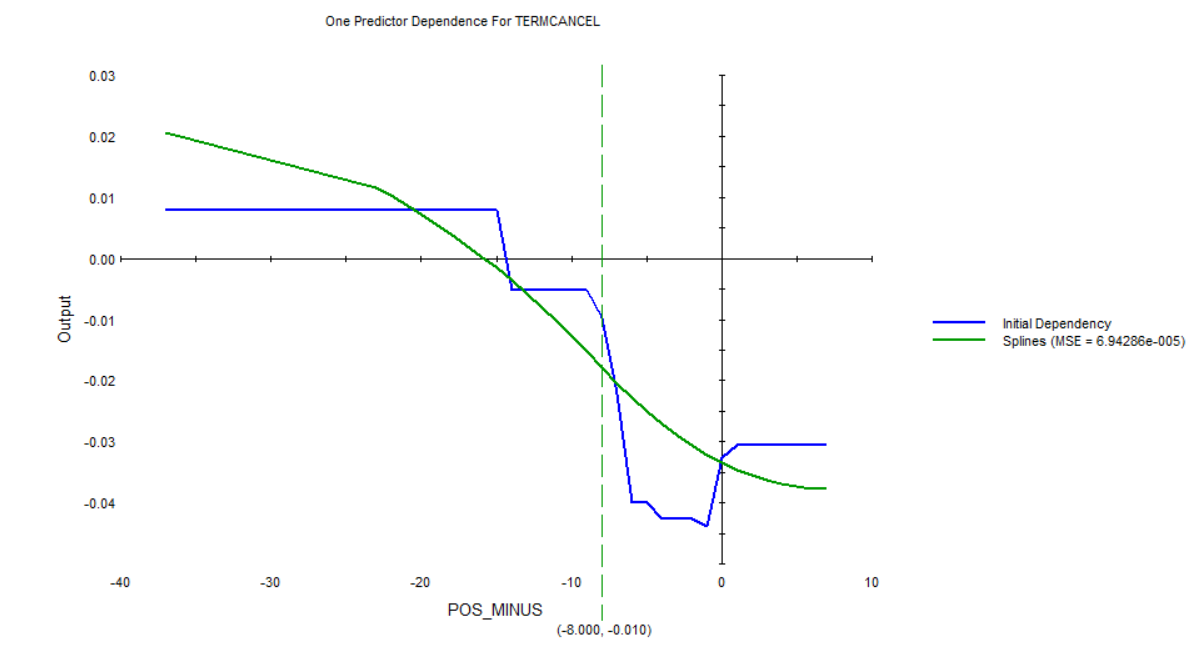 One Predictor Dependence For TERMCANCEL
0.03
0.02
0.01
0.00
-0.01
-0.02
-0.03
-0.04
Output
Initial Dependency
Splines (MSE = 6.94286e-005)
-40 -30 -20 -10 0 10
POS_MINUS
(-8.000, -0.010)